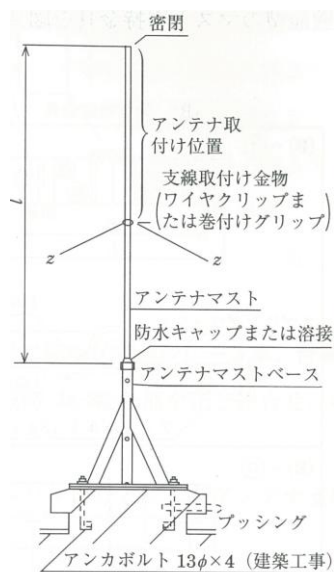 密閉
アンテナ取
付け位置
支線取付け金物
(ワイヤクリップま
たは巻付けグリップ)
l
z
z
アンテナマスト
防水キャップまたは溶接
アンテナマストベース
プッシング
アンカボルト 13φ×4 (建築工事)